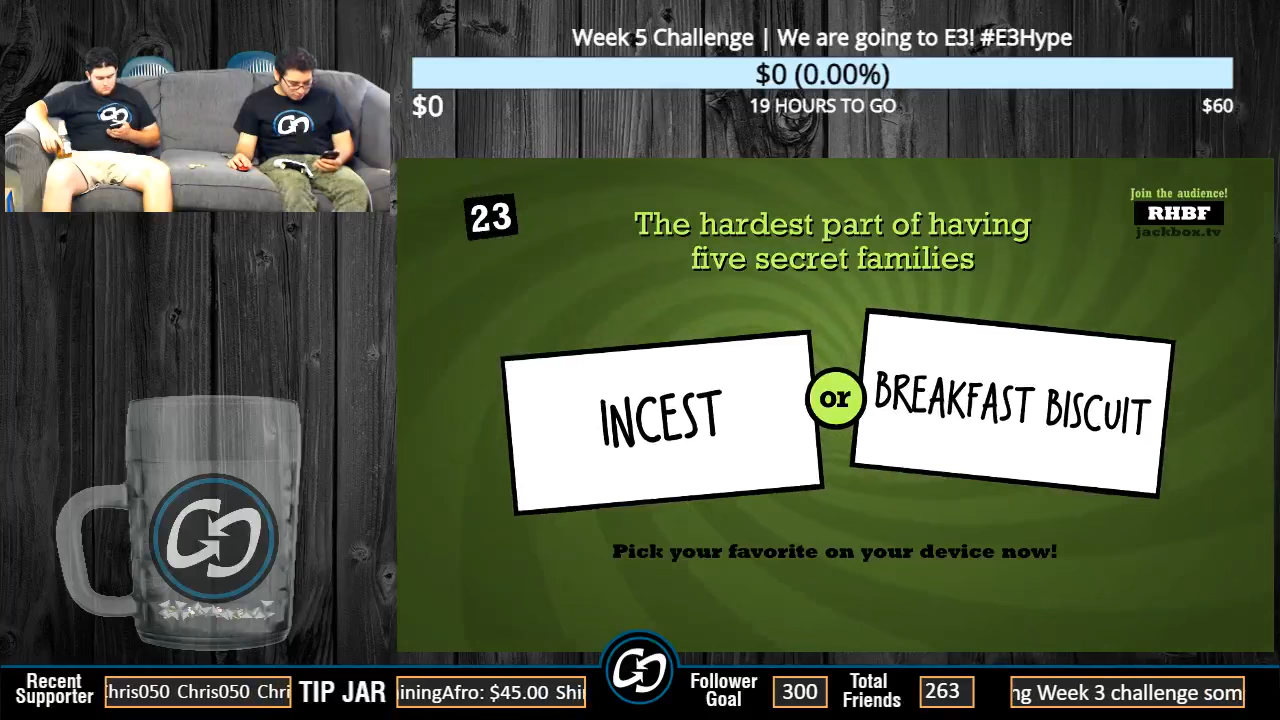 Week 5 Challenge | We are going to E3! #E3Hype
$0 (0.00%)
$0
19 HOURS TO GO
$60
23
The hardest part of having
five secret families
Join the audience!
RHBF
jackbox.tv
INCEST
or
BREAKFAST BISCUIT
Pick your favorite on your device now!
Recent
Supporter
hris050 Chris050 Chri
TIP JAR
iningAfro: $45.00 Shi
Follower
Goal
300
Total
Friends
263
ng Week 3 challenge som